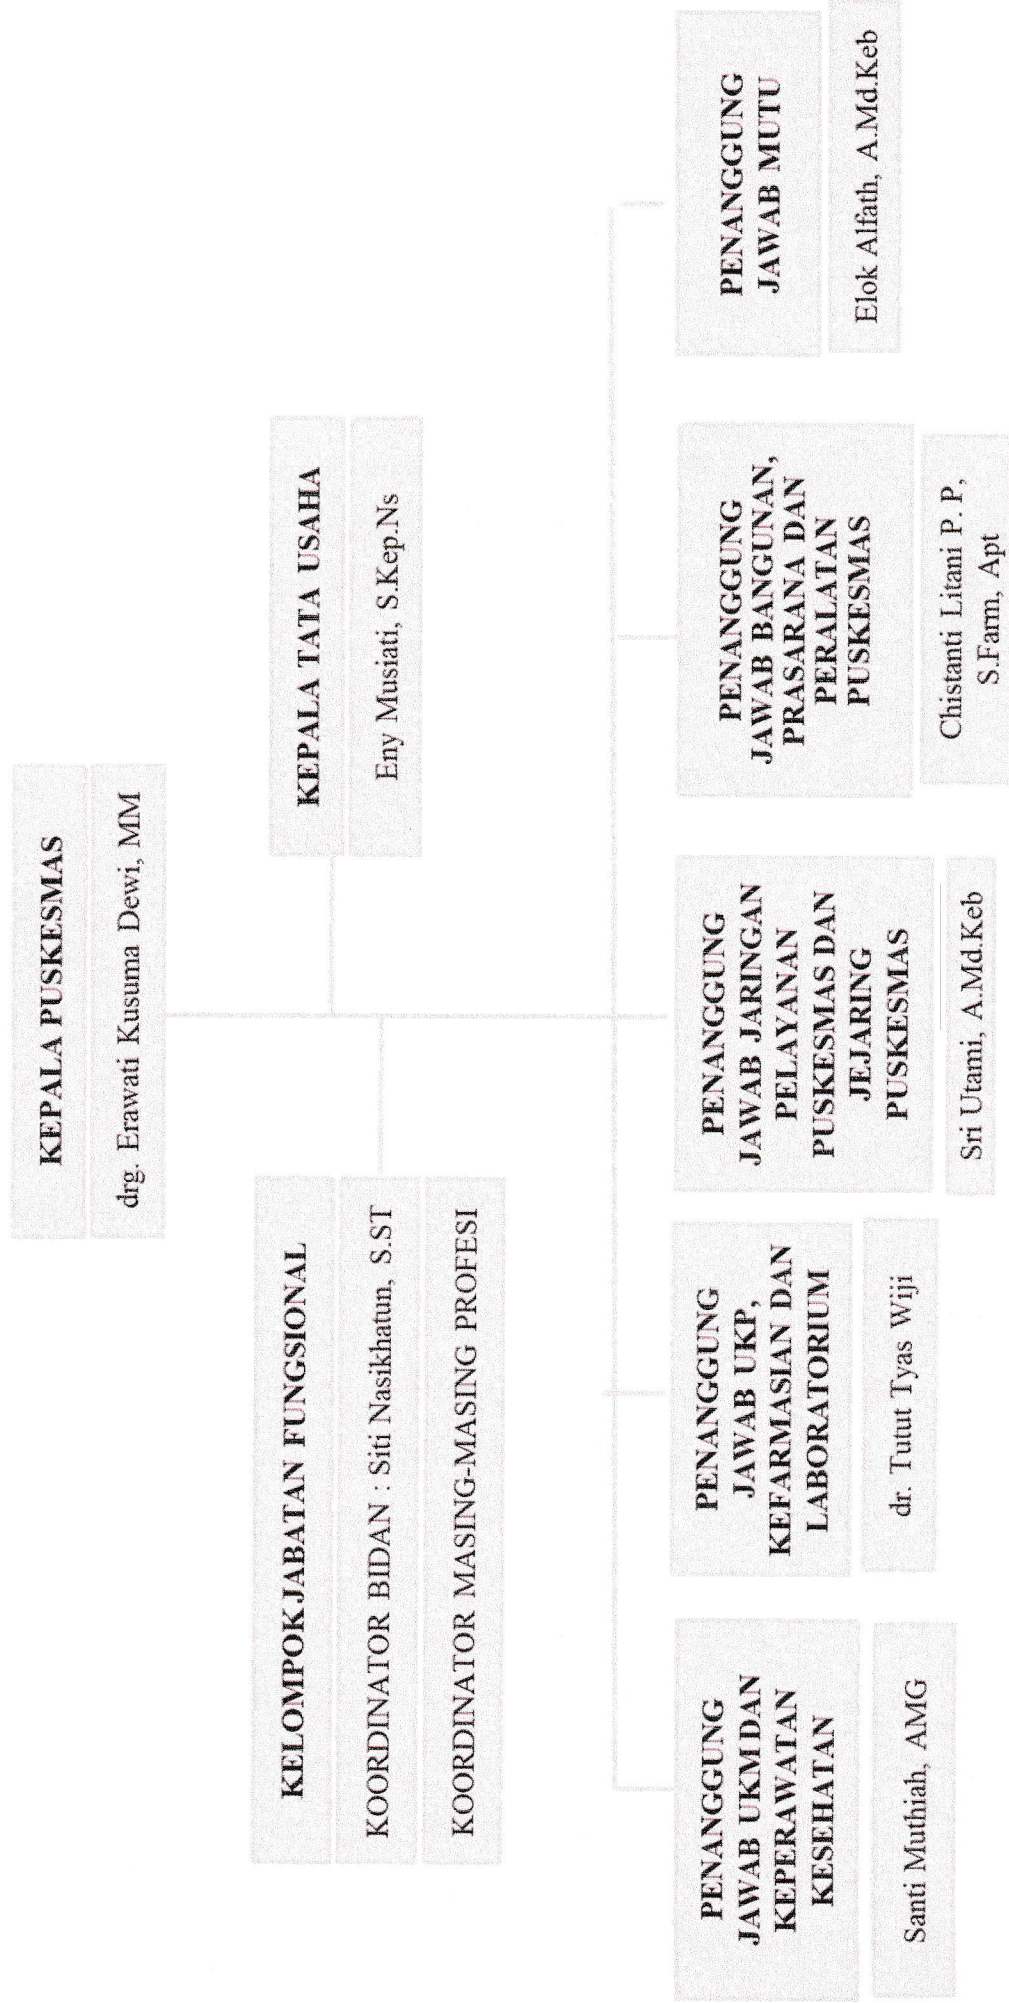 KEPALA PUSKESMAS
drg. Erawati Kusuma Dewi, MM
KELOMPOK JABATAN FUNGSIONAL
KOORDINATOR BIDAN : Siti Nasikhatun, S.ST
KOORDINATOR MASING-MASING PROFESI
KEPALA TATA USAHA
Eny Musiati, S.Kep.Ns
PENANGGUNG
JAWAB UKM DAN
KEPERAWATAN
KESEHATAN
Santi Muthiah, AMG
PENANGGUNG
JAWAB UKP,
KEFARMASIAN DAN
LABORATORIUM
dr. Tutut Tyas Wiji
PENANGGUNG
JAWAB JARINGAN
PELAYANAN
PUSKESMAS DAN
JEJARING
PUSKESMAS
Sri Utami, A.Md.Keb
PENANGGUNG
JAWAB BANGUNAN,
PRASARANA DAN
PERALATAN
PUSKESMAS
Chistanti Litani P. P,
S.Farm, Apt
PENANGGUNG
JAWAB MUTU
Elok Alfath, A.Md.Keb